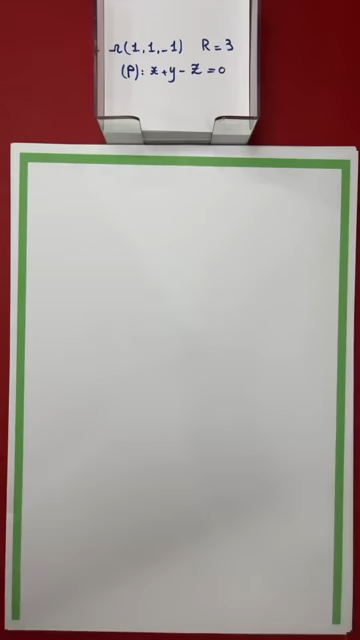 Ω(1,1,-1) R=3
(P): x+y-z=0